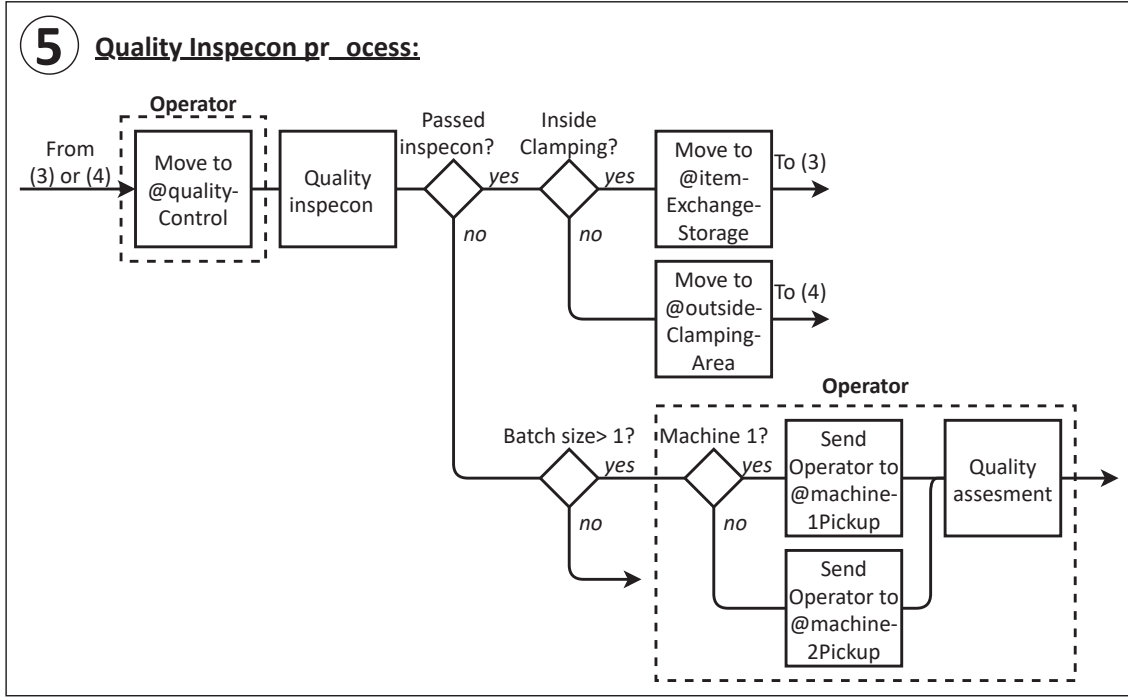 5 Quality Inspecon pr ocess:
Operator
From
(3) or (4)
Move to
@quality-
Control
Quality
inspecon
Passed
inspecon?
yes
no
Inside
Clamping?
yes
no
Move to
@item-
Exchange-
Storage
To (3)
Move to
@outside-
Clamping-
Area
To (4)
Operator
Batch size> 1?
yes
no
Machine 1?
yes
no
Send
Operator to
@machine-
1Pickup
Send
Operator to
@machine-
2Pickup
Quality
assesment